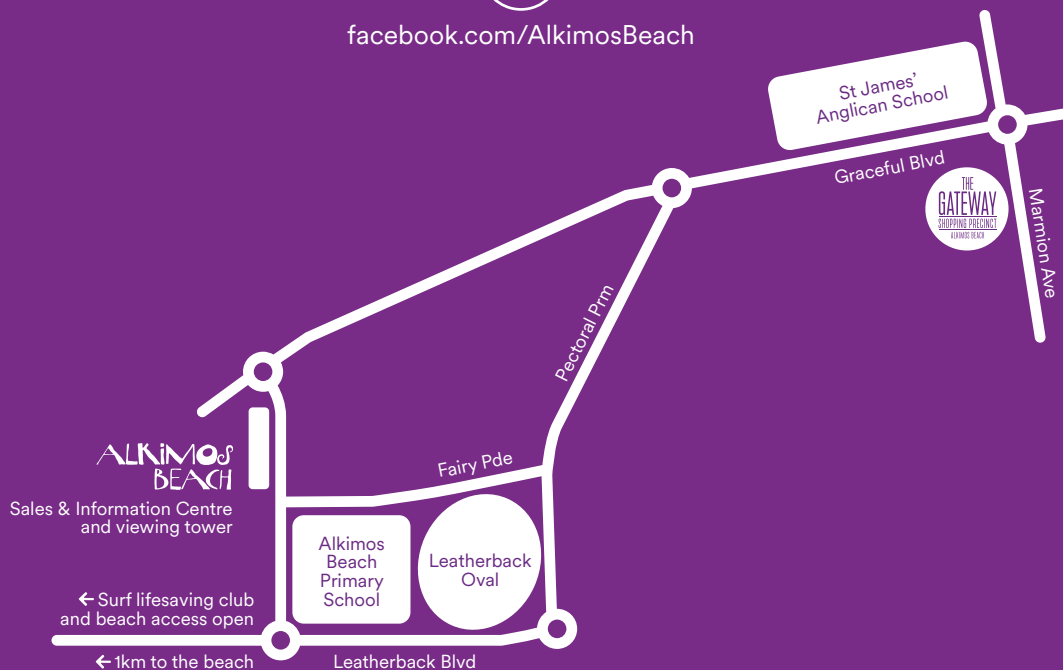 facebook.com/AlkimosBeach
St James’
Anglican School
Graceful Blvd
THE
GATEWAY
SHOPPING PRECINCT
ALKIMOS BEACH
Marmion Ave
Pectoral Prm
Fairy Pde
ALKiMOS
BEACH
Sales & Information Centre
and viewing tower
Alkimos
Beach
Primary
School
Leatherback
Oval
← Surf lifesaving club
and beach access open
← 1km to the beach
Leatherback Blvd